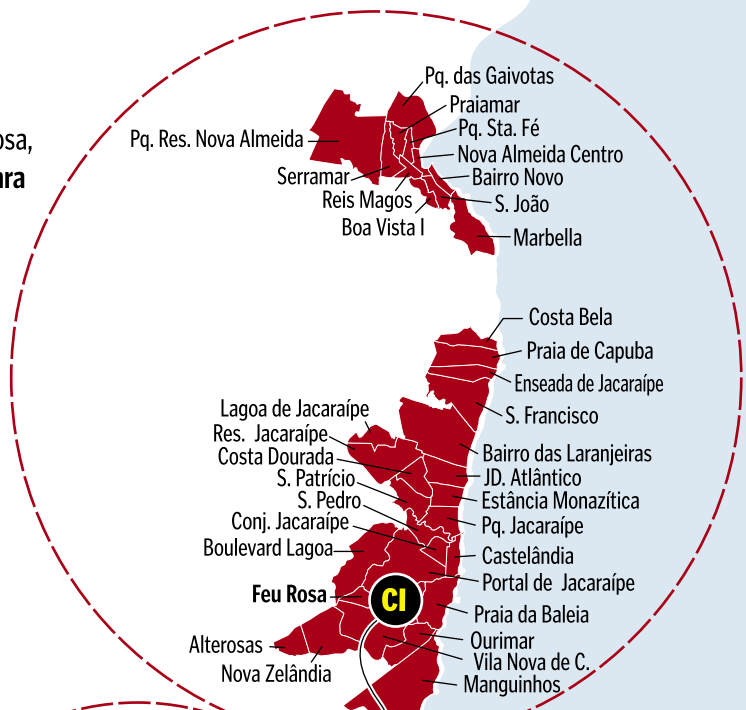 osa,
Pq. das Gaivotas
Praiamar
Pq. Sta. Fé
Pq. Res. Nova Almeida
Nova Almeida Centro
Serramar
Bairro Novo
Reis Magos
S. João
Boa Vista I
Marbella
Costa Bela
Praia de Capuba
Enseada de Jacaraípe
Lagoa de Jacaraípe
S. Francisco
Res. Jacaraípe
Costa Dourada
Bairro das Laranjeiras
S. Patrício
JD. Atlântico
S. Pedro
Estância Monazítica
Conj. Jacaraípe
Pq. Jacaraípe
Boulevard Lagoa
Castelândia
Portal de Jacaraípe
Feu Rosa
CI
Praia da Baleia
Alterosas
Ourimar
Vila Nova de C.
Nova Zelândia
Manguinhos